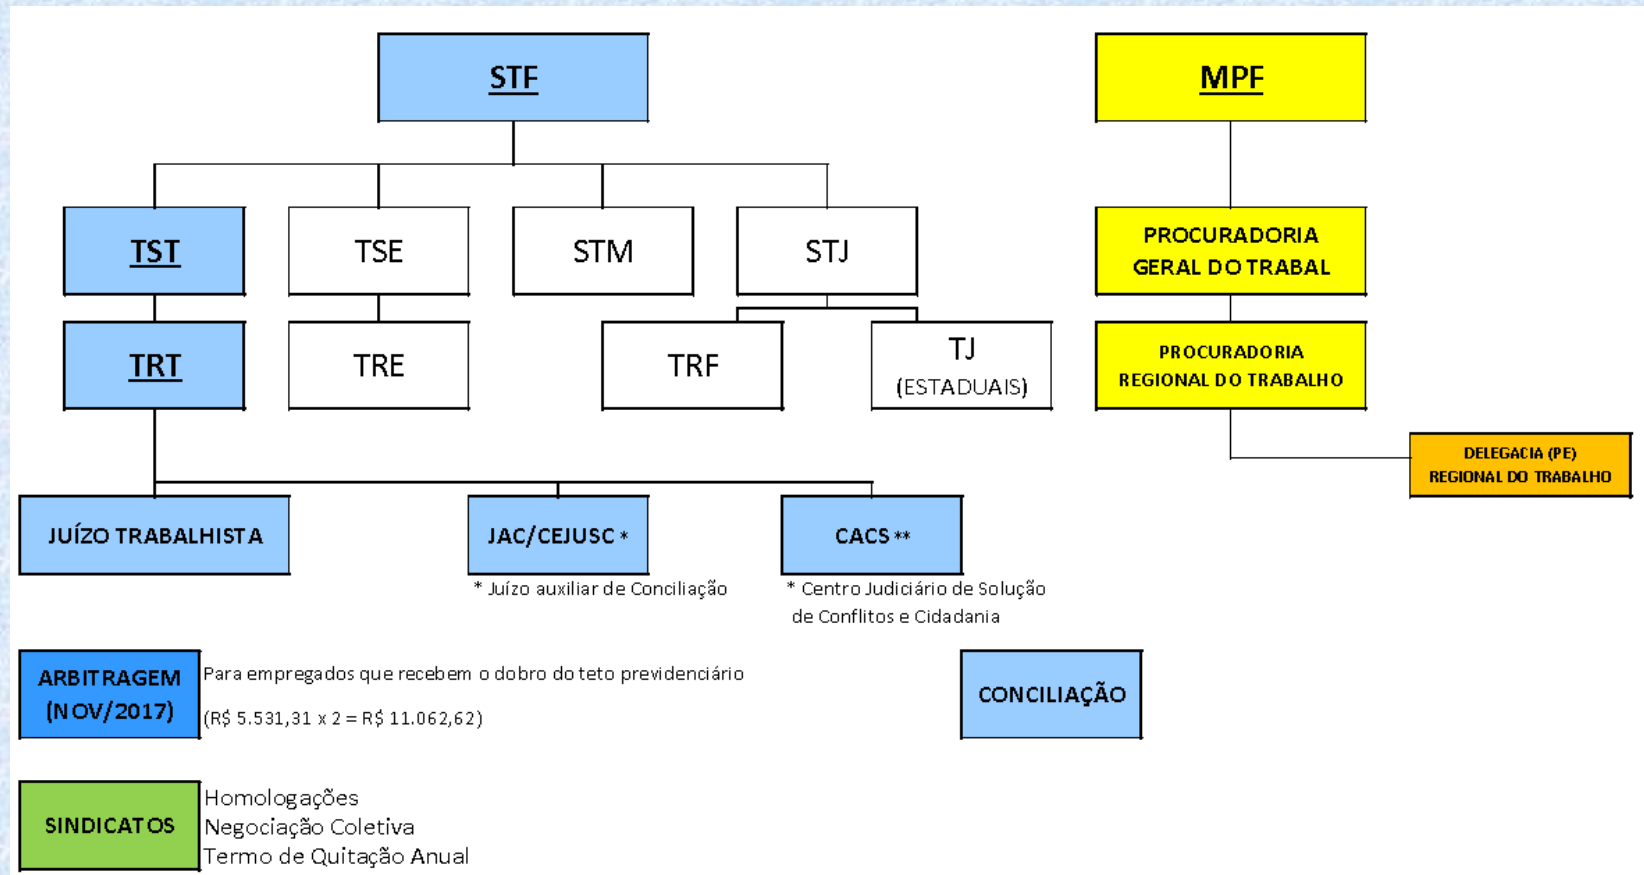 STF
MPF
TST
TSE
STM
STJ
PROCURADORIA
GERAL DO TRABAL
TRT
TRE
TRF
TJ
(ESTADUAIS)
PROCURADORIA
REGIONAL DO TRABALHO
DELEGACIA (PE)
REGIONAL DO TRABALHO
JUÍZO TRABALHISTA
JAC/CEJUSC *
CACS **
* Juízo auxiliar de Conciliação
* Centro Judiciário de Solução
de Conflitos e Cidadania
ARBITRAGEM
(NOV/2017)
Para empregados que recebem o dobro do teto previdenciário
(R$ 5.531,31 x 2 = R$ 11.062,62)
CONCILIAÇÃO
SINDICATOS
Homologações
Negociação Coletiva
Termo de Quitação Anual